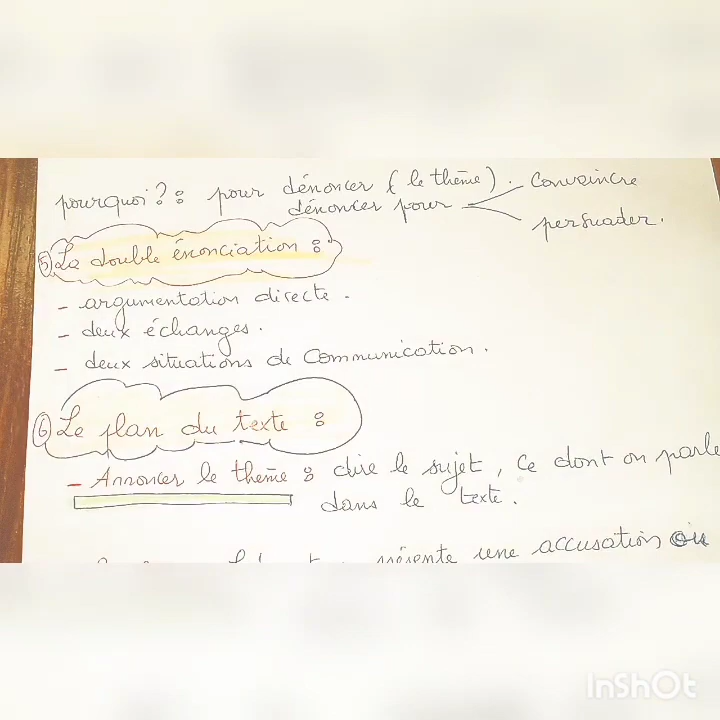 pourquoi? : pour dénoncer ( le thème ). Convaincre
dénoncer pour
persuader.
⑤ La double énonciation :
- argumentation directe.
- deux échanges.
- deux situations de Communication.
⑥ Le plan du texte :
- Annoncer le thème : dire le sujet, Ce dont on parle
dans le texte.
présente une accusation ou
InShOt